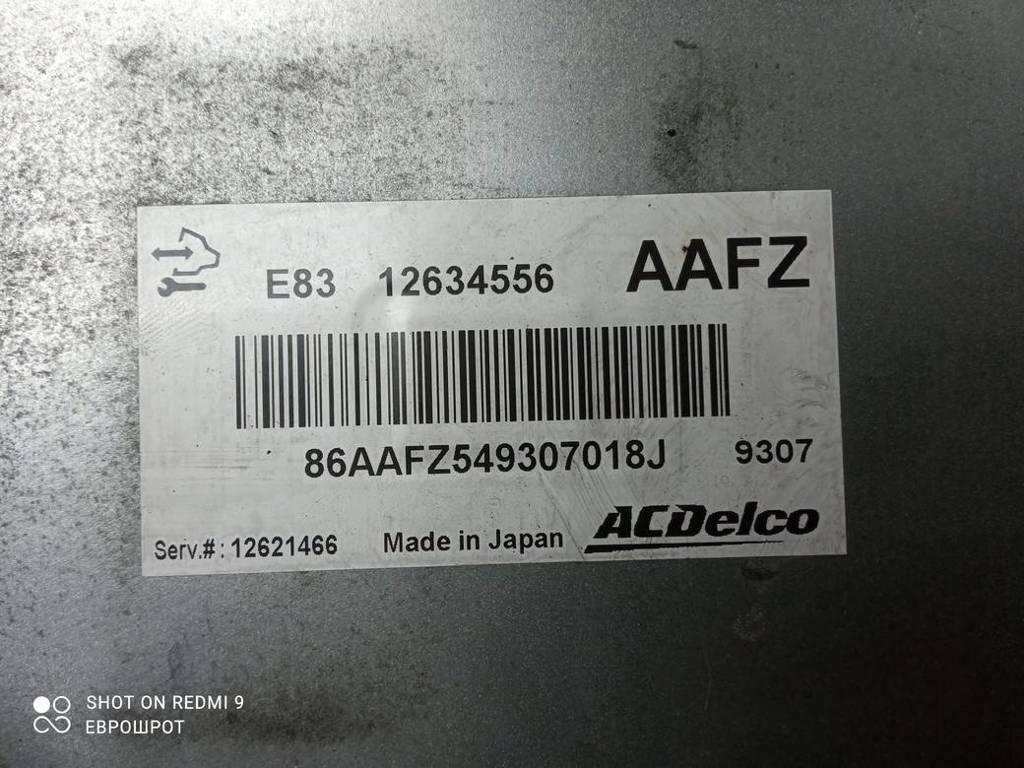 E83 12634556 AAFZ
86AAFZ549307018J 9307
Serv.#: 12621466 Made in Japan ACDelco
SHOT ON REDMI 9
ЕВРОШРОТ